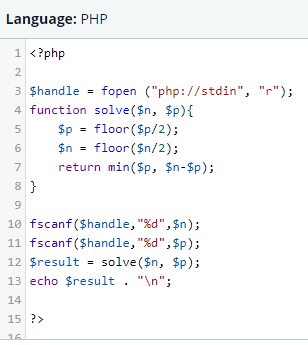 Language: PHP
1 <?php
2
3 $handle = fopen ("php://stdin", "r");
4 function solve($n, $p){
5     $p = floor($p/2);
6     $n = floor($n/2);
7     return min($p, $n-$p);
8 }
9
10 fscanf($handle,"%d",$n);
11 fscanf($handle,"%d",$p);
12 $result = solve($n, $p);
13 echo $result . "\n";
14
15 ?>
16